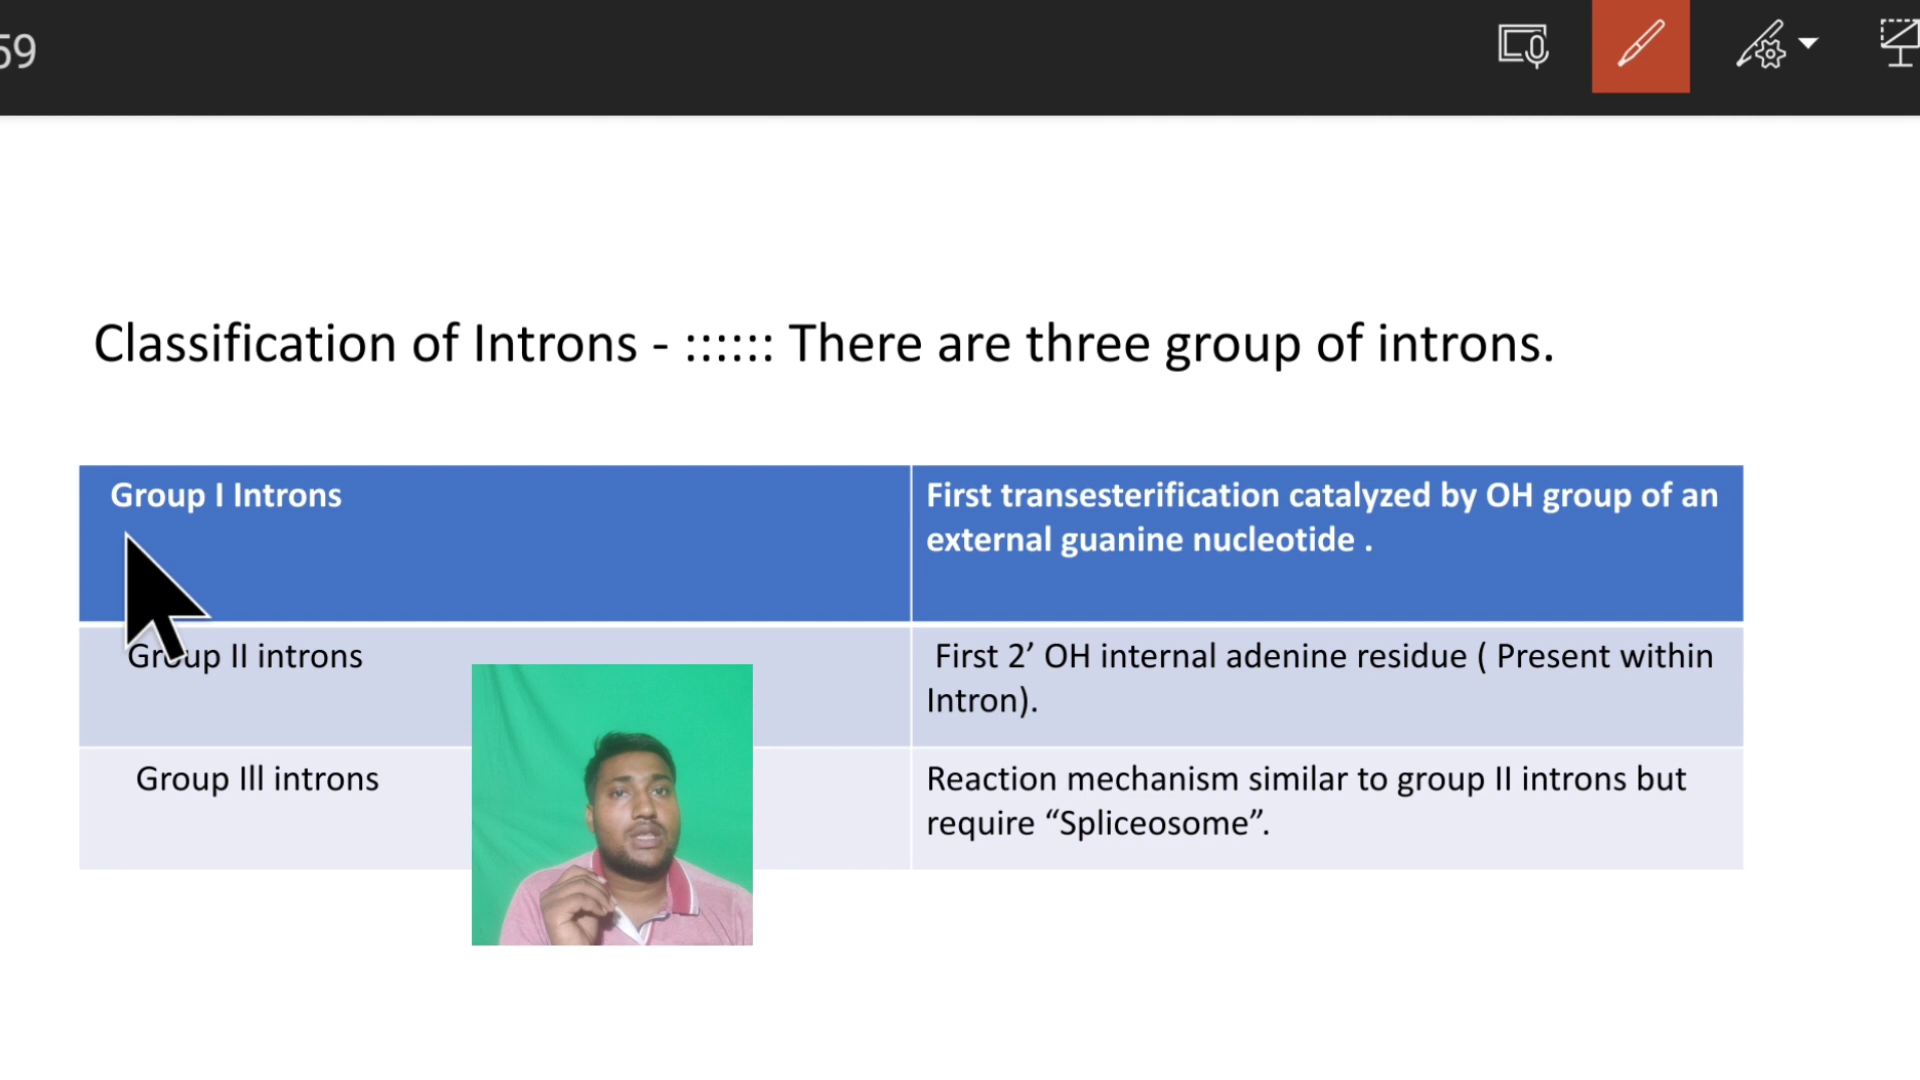 59
Classification of Introns - :::::: There are three group of introns.
Group I Introns
First transesterification catalyzed by OH group of an
external guanine nucleotide .
Group II introns
First 2’ OH internal adenine residue ( Present within
Intron).
Group Ill introns
Reaction mechanism similar to group II introns but
require “Spliceosome”.